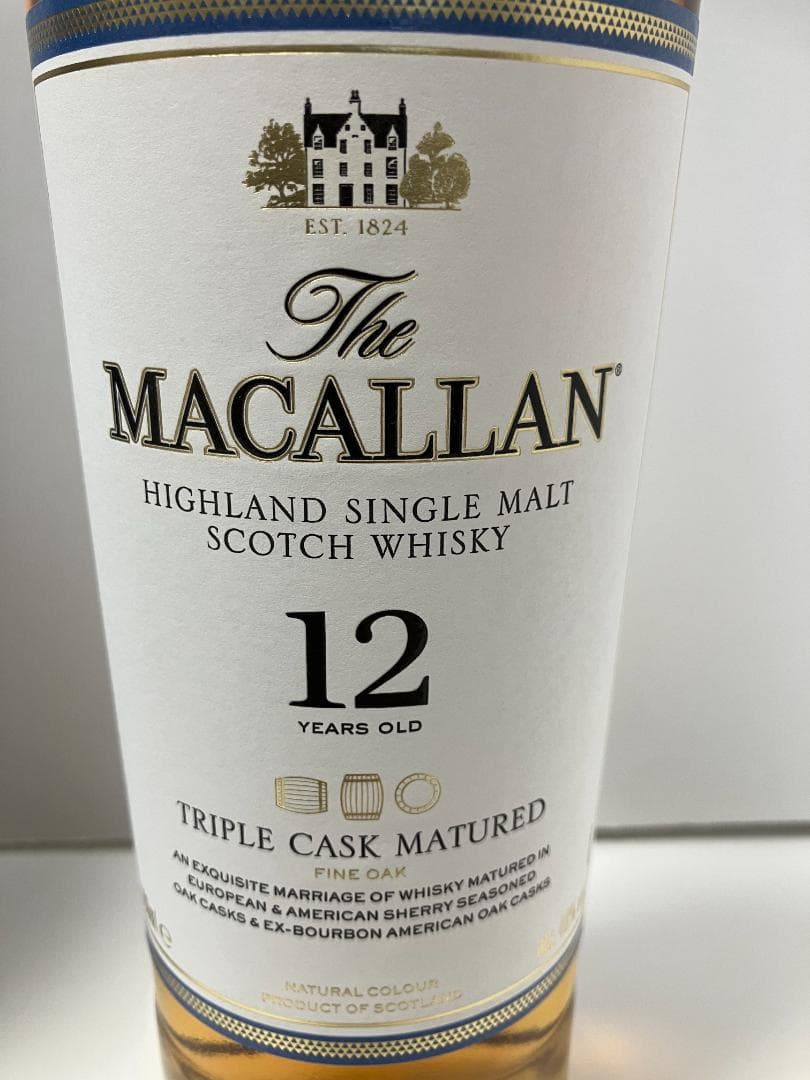 EST. 1824
The
MACALLAN®
HIGHLAND SINGLE MALT
SCOTCH WHISKY
12
YEARS OLD
TRIPLE CASK MATURED
FINE OAK
AN EXQUISITE MARRIAGE OF WHISKY MATURED IN
EUROPEAN & AMERICAN SHERRY SEASONED
OAK CASKS & EX-BOURBON AMERICAN OAK CASKS
NATURAL COLOUR
PRODUCT OF SCOTLAND